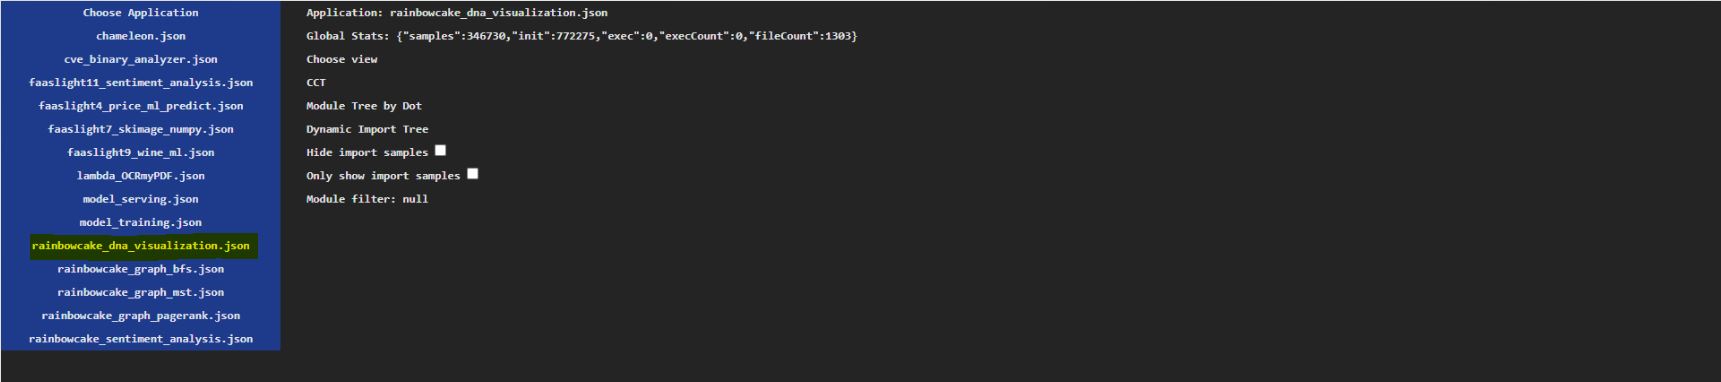 Choose Application
chameleon.json
cve_binary_analyzer.json
faaslight11_sentiment_analysis.json
faaslight4_price_ml_predict.json
faaslight7_skimage_numpy.json
faaslight9_wine_ml.json
lambda_OCRmyPDF.json
model_serving.json
model_training.json
rainbowcake_dna_visualization.json
rainbowcake_graph_bfs.json
rainbowcake_graph_mst.json
rainbowcake_graph_pagerank.json
rainbowcake_sentiment_analysis.json
Application: rainbowcake_dna_visualization.json
Global Stats: {"samples":346730,"init":772275,"exec":0,"execCount":0,"fileCount":1303}
Choose view
CCT
Module Tree by Dot
Dynamic Import Tree
Hide import samples
Only show import samples
Module filter: null